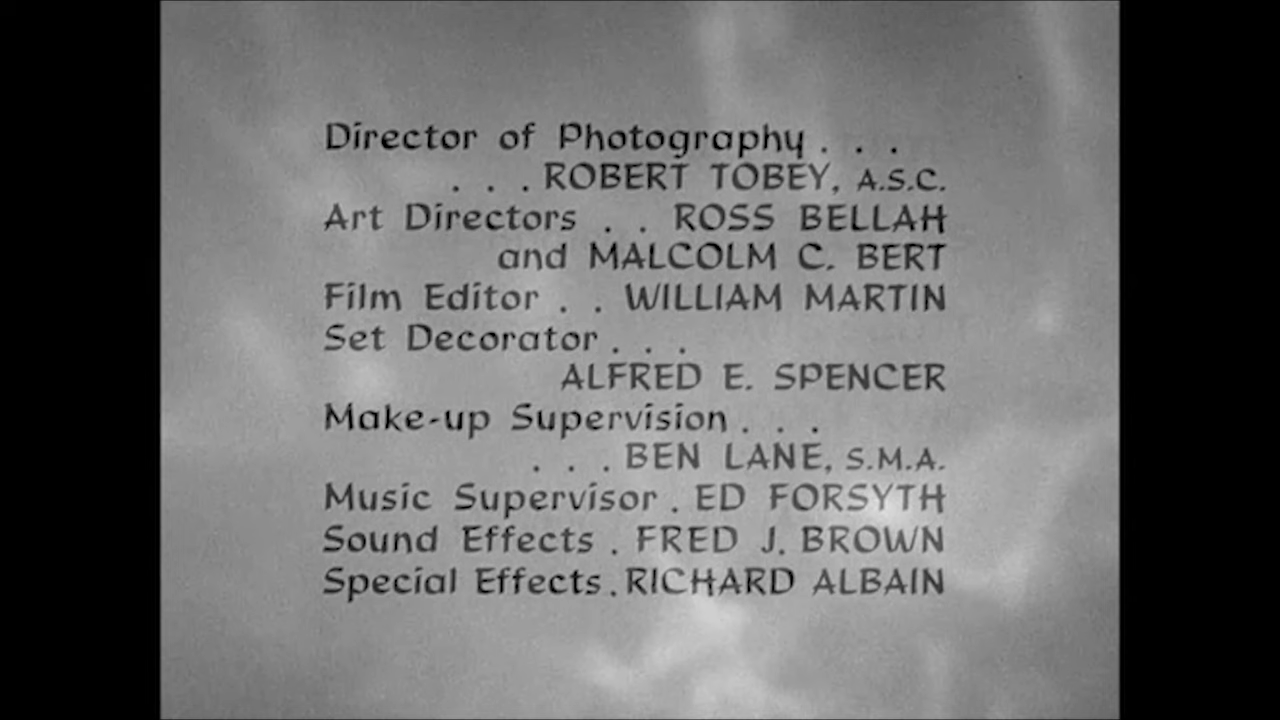 Director of Photography . . .
. . . ROBERT TOBEY, A.S.C.
Art Directors . . ROSS BELLAH
and MALCOLM C. BERT
Film Editor . . WILLIAM MARTIN
Set Decorator . . .
ALFRED E. SPENCER
Make-up Supervision . . .
. . . BEN LANE, S.M.A.
Music Supervisor . ED FORSYTH
Sound Effects . FRED J. BROWN
Special Effects . RICHARD ALBAIN